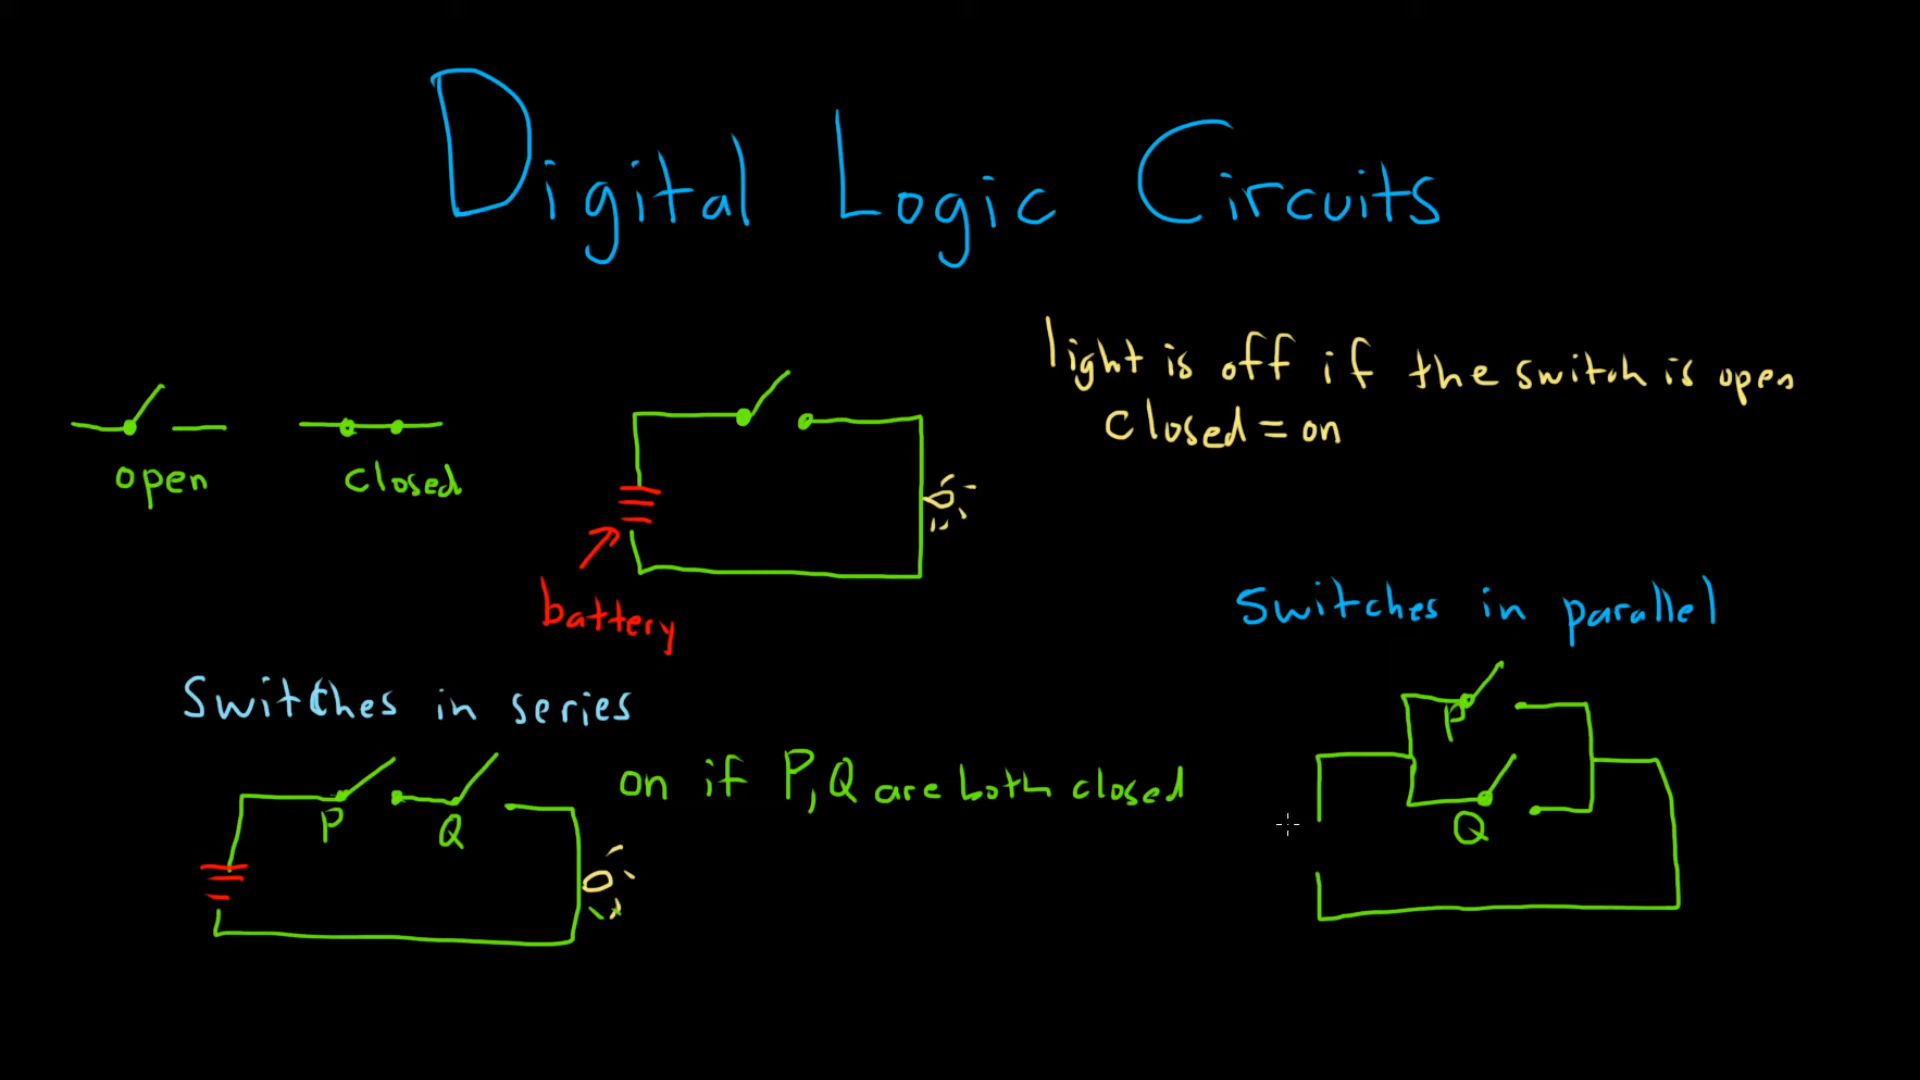 Digital Logic Circuits
light is off if the switch is open
closed = on
open
closed
battery
Switches in parallel
Switches in series
P
on if P, Q are both closed
P
Q
Q